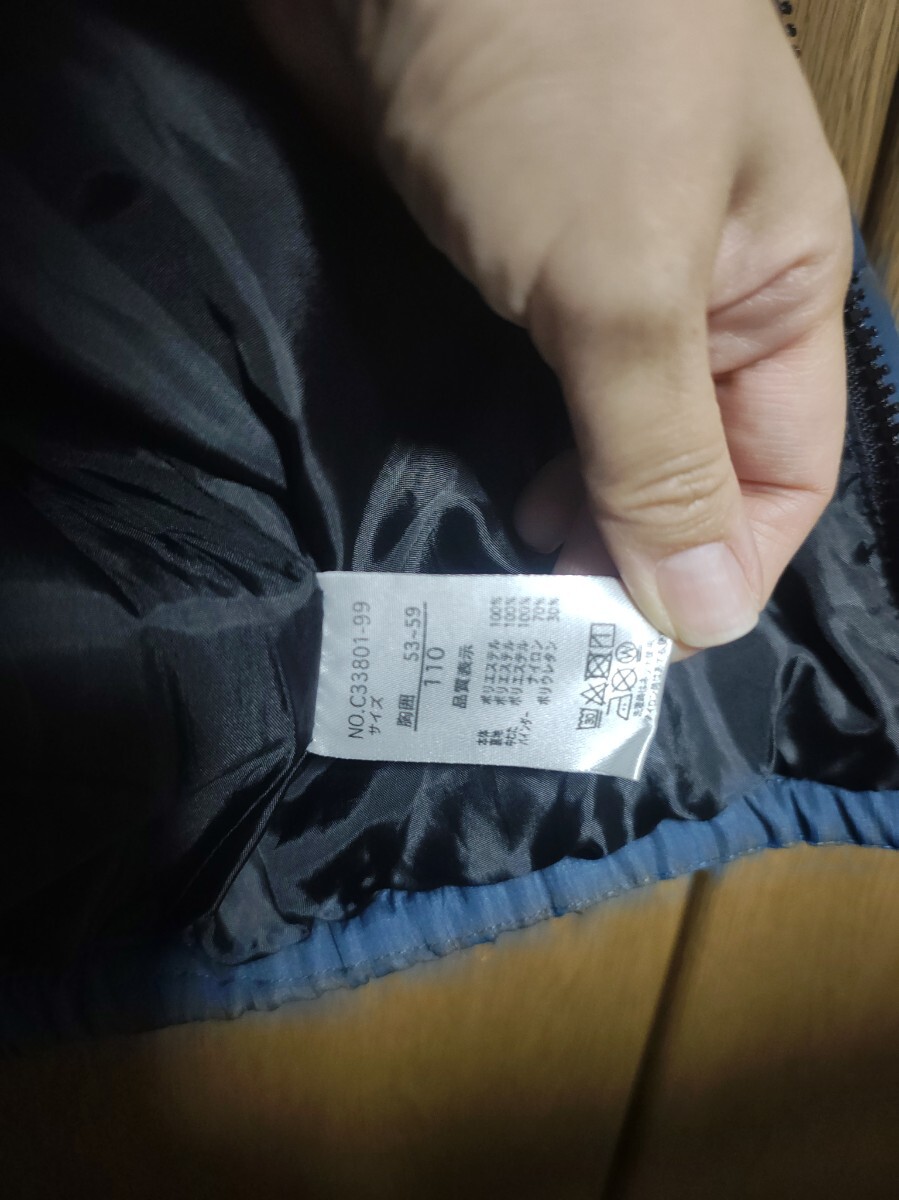 NO.C33801-99
サイズ
胸囲 53~59
110
品質表示
本体 ポリエステル 100%
裏地 ポリエステル 100%
中わた ポリエステル 100%
バインダー ナイロン 70%
ポリウレタン 30%